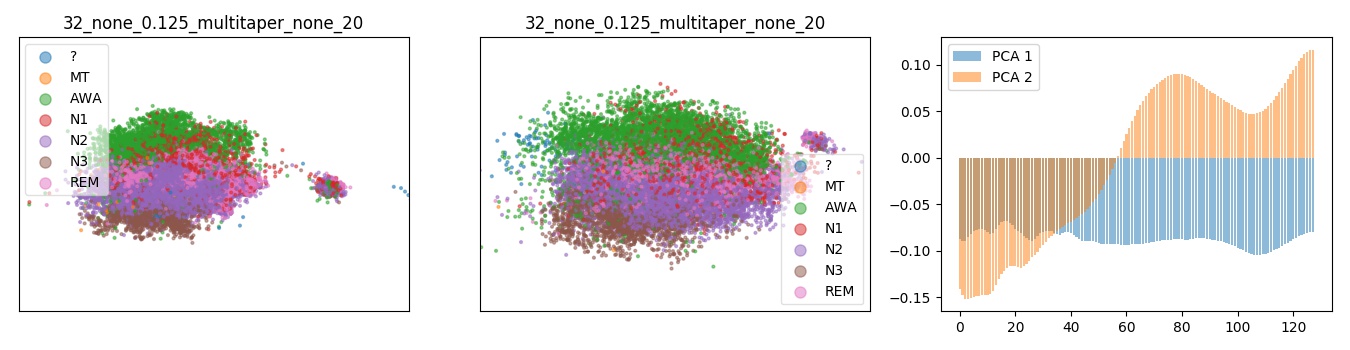 32_none_0.125_multitaper_none_20
?
MT
AWA
N1
N2
N3
REM
32_none_0.125_multitaper_none_20
?
MT
AWA
N1
N2
N3
REM
PCA 1
PCA 2
0.10
0.05
0.00
−0.05
−0.10
−0.15
0 20 40 60 80 100 120